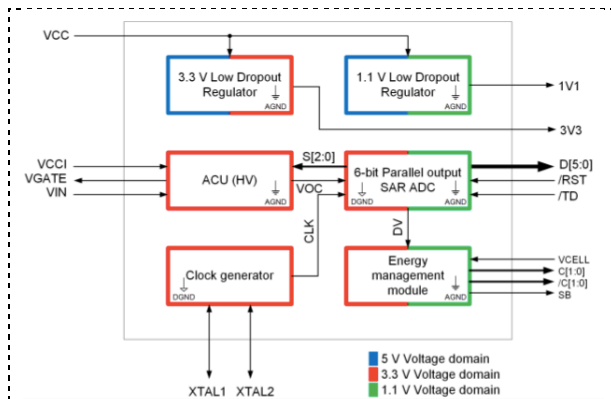 VCC
3.3 V Low Dropout
Regulator
AGND
1.1 V Low Dropout
Regulator
AGND
1V1
3V3
VCCI
VGATE
VIN
ACU (HV)
AGND
S[2:0]
VOC
6-bit Parallel output
SAR ADC
DGND
AGND
D[5:0]
/RST
/TD
CLK
DV
Clock generator
DGND
Energy
management
module
AGND
VCELL
C[1:0]
/C[1:0]
SB
XTAL1
XTAL2
5 V Voltage domain
3.3 V Voltage domain
1.1 V Voltage domain